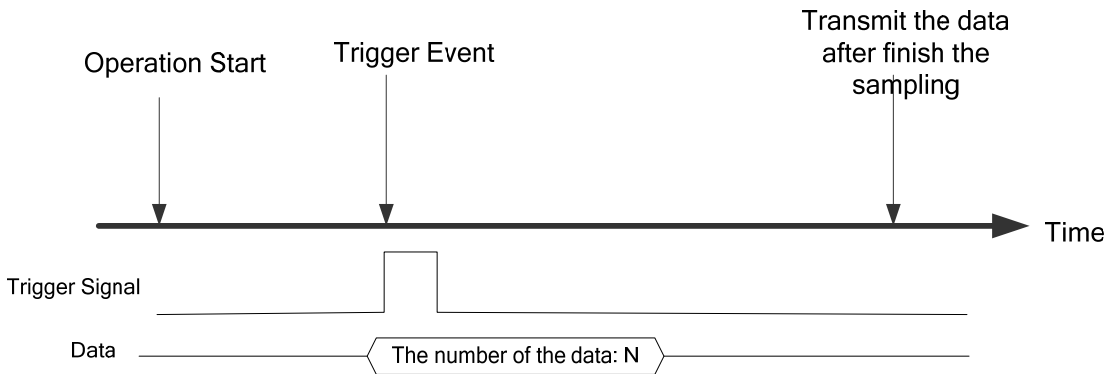 Operation Start
Trigger Event
Transmit the data
after finish the
sampling
Time
Trigger Signal
Data
The number of the data: N